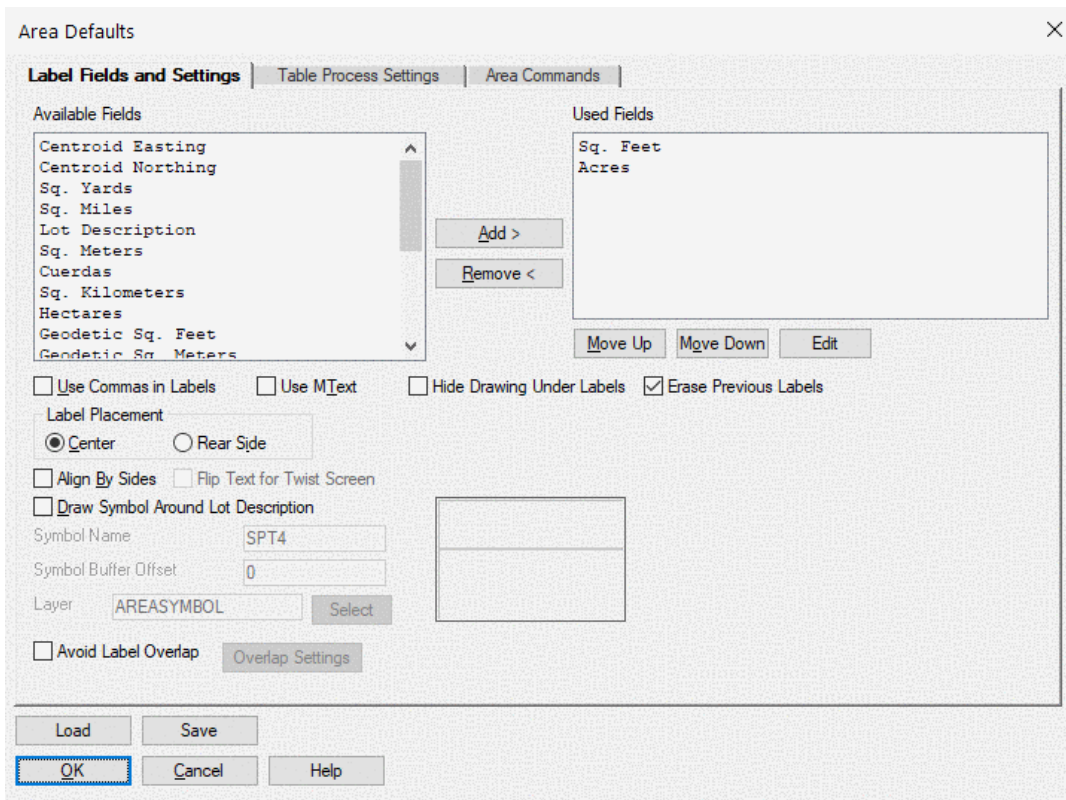 Area Defaults
Label Fields and Settings
Table Process Settings
Area Commands
Available Fields
Centroid Easting
Centroid Northing
Sq. Yards
Sq. Miles
Lot Description
Sq. Meters
Cuerdas
Sq. Kilometers
Hectares
Geodetic Sq. Feet
Geodetic Sq. Meters
Add >
Remove <
Used Fields
Sq. Feet
Acres
Move Up
Move Down
Edit
Use Commas in Labels
Use MText
Hide Drawing Under Labels
Erase Previous Labels
Label Placement
Center
Rear Side
Align By Sides
Flip Text for Twist Screen
Draw Symbol Around Lot Description
Symbol Name
SPT4
Symbol Buffer Offset
0
Layer
AREASYMBOL
Select
Avoid Label Overlap
Overlap Settings
Load
Save
OK
Cancel
Help